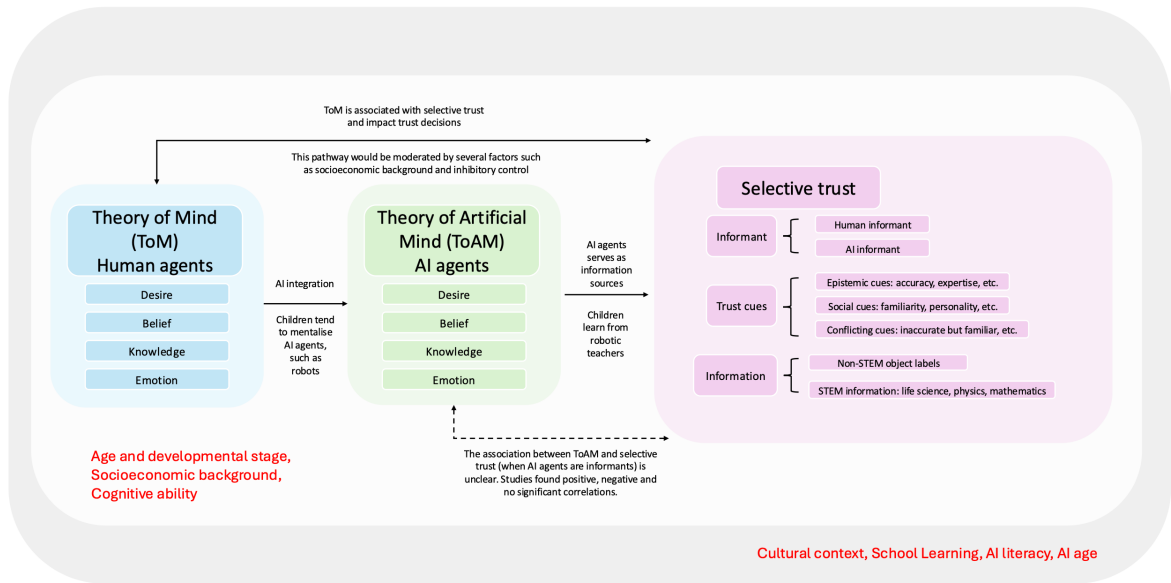 ToM is associated with selective trust
and impact trust decisions
This pathway would be moderated by several factors such
as socioeconomic background and inhibitory control
Theory of Mind
(ToM)
Human agents
Desire
Belief
Knowledge
Emotion
AI integration
Children tend
to mentalise
AI agents,
such as
robots
Theory of Artificial
Mind (ToAM)
AI agents
Desire
Belief
Knowledge
Emotion
AI agents
serves as
information
sources
Children
learn from
robotic
teachers
Selective trust
Informant
Human informant
AI informant
Trust cues
Epistemic cues: accuracy, expertise, etc.
Social cues: familiarity, personality, etc.
Conflicting cues: inaccurate but familiar, etc.
Information
Non-STEM object labels
STEM information: life science, physics, mathematics
The association between ToAM and selective
trust (when AI agents are informants) is
unclear. Studies found positive, negative and
no significant correlations.
Age and developmental stage,
Socioeconomic background,
Cognitive ability
Cultural context, School Learning, AI literacy, AI age